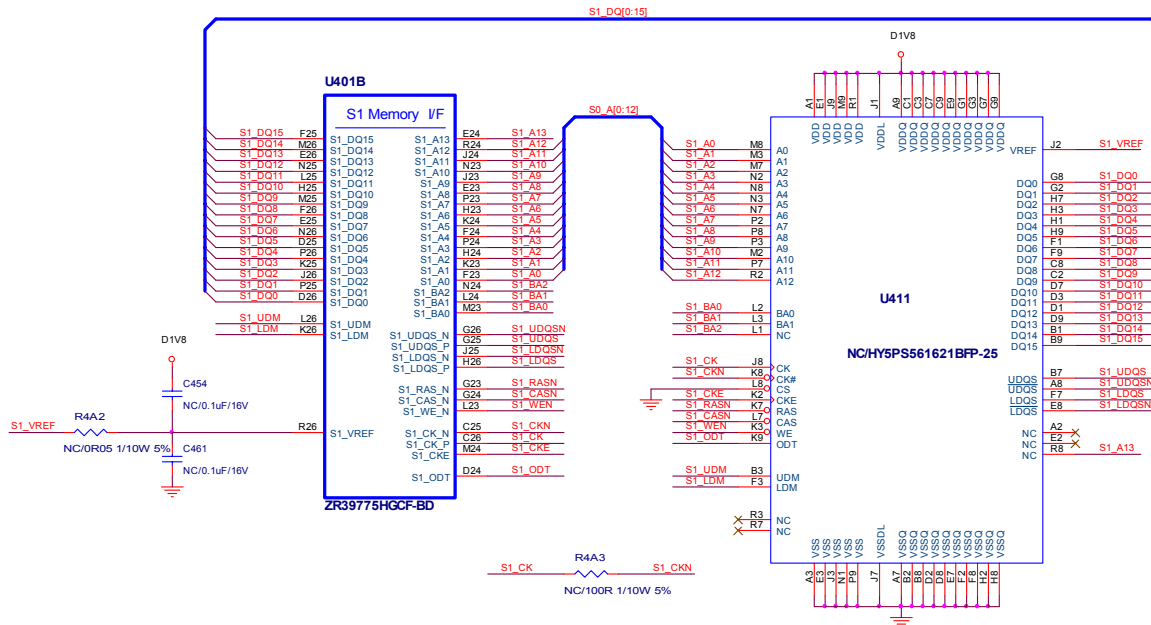 S1_DQ[0:15]
D1V8
U401B
S1 Memory I/F
S0_A[0:12]
A1 E1 J9 M9 R1 J1 A9 C1 C3 C7 C9 E9 G1 G3 G7 G9
VDD VDD VDD VDD VDD VDDL VDDQ VDDQ VDDQ VDDQ VDDQ VDDQ VDDQ VDDQ VDDQ VDDQ
S1_DQ15 F25 S1_DQ15
S1_DQ14 M26 S1_DQ14
S1_DQ13 E26 S1_DQ13
S1_DQ12 N25 S1_DQ12
S1_DQ11 L25 S1_DQ11
S1_DQ10 H25 S1_DQ10
S1_DQ9 M25 S1_DQ9
S1_DQ8 F26 S1_DQ8
S1_DQ7 E25 S1_DQ7
S1_DQ6 N26 S1_DQ6
S1_DQ5 D25 S1_DQ5
S1_DQ4 P26 S1_DQ4
S1_DQ3 K25 S1_DQ3
S1_DQ2 J26 S1_DQ2
S1_DQ1 P25 S1_DQ1
S1_DQ0 D26 S1_DQ0
S1_UDM L26 S1_UDM
S1_LDM K26 S1_LDM
S1_A13 E24 S1_A13
S1_A12 R24 S1_A12
S1_A11 J24 S1_A11
S1_A10 N23 S1_A10
S1_A9 J23 S1_A9
S1_A8 E23 S1_A8
S1_A7 P23 S1_A7
S1_A6 H23 S1_A6
S1_A5 K24 S1_A5
S1_A4 F24 S1_A4
S1_A3 P24 S1_A3
S1_A2 H24 S1_A2
S1_A1 K23 S1_A1
S1_A0 F23 S1_A0
S1_BA2 N24 S1_BA2
S1_BA1 L24 S1_BA1
S1_BA0 M23 S1_BA0
S1_UDQS_N G26 S1_UDQSN
S1_UDQS_P G25 S1_UDQS
S1_LDQS_N J25 S1_LDQSN
S1_LDQS_P H26 S1_LDQS
S1_RAS_N G23 S1_RASN
S1_CAS_N G24 S1_CASN
S1_WE_N L23 S1_WEN
S1_CK_N C25 S1_CKN
S1_CK_P C26 S1_CK
S1_CKE M24 S1_CKE
S1_ODT D24 S1_ODT
D1V8
C454
NC/0.1uF/16V
R4A2
S1_VREF
R26 S1_VREF
NC/0R05 1/10W 5%
C461
NC/0.1uF/16V
ZR39775HGCF-BD
S1_A0 M8 A0
S1_A1 M3 A1
S1_A2 M7 A2
S1_A3 N2 A3
S1_A4 N8 A4
S1_A5 N3 A5
S1_A6 N7 A6
S1_A7 P2 A7
S1_A8 P8 A8
S1_A9 P3 A9
S1_A10 M2 A10
S1_A11 P7 A11
S1_A12 R2 A12
S1_BA0 L2 BA0
S1_BA1 L3 BA1
S1_BA2 L1 NC
S1_CK J8 CK
S1_CKN K8 CK#
L8 CS
S1_CKE K2 CKE
S1_RASN K7 RAS
S1_CASN L7 CAS
S1_WEN K3 WE
S1_ODT K9 ODT
S1_UDM B3 UDM
S1_LDM F3 LDM
R3 NC
R7 NC
U411
NC/HY5PS561621BFP-25
VREF J2 S1_VREF
DQ0 G8 S1_DQ0
DQ1 G2 S1_DQ1
DQ2 H7 S1_DQ2
DQ3 H3 S1_DQ3
DQ4 H1 S1_DQ4
DQ5 H9 S1_DQ5
DQ6 F1 S1_DQ6
DQ7 F9 S1_DQ7
DQ8 C8 S1_DQ8
DQ9 C2 S1_DQ9
DQ10 D7 S1_DQ10
DQ11 D3 S1_DQ11
DQ12 D1 S1_DQ12
DQ13 D9 S1_DQ13
DQ14 B1 S1_DQ14
DQ15 B9 S1_DQ15
UDQS B7 S1_UDQS
UDQS A8 S1_UDQSN
LDQS F7 S1_LDQS
LDQS E8 S1_LDQSN
NC A2
NC E2
NC R8 S1_A13
VSS VSS VSS VSS VSS VSSDL VSSQ VSSQ VSSQ VSSQ VSSQ VSSQ VSSQ VSSQ VSSQ VSSQ
A3 E3 J3 N1 P9 J7 A7 B2 B8 D2 D8 E7 F2 F8 H2 H8
R4A3
S1_CK S1_CKN
NC/100R 1/10W 5%